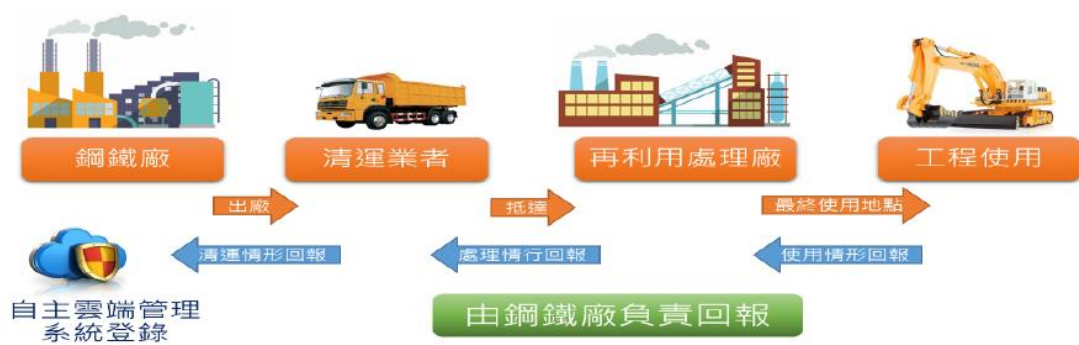 鋼鐵廠
清運業者
再利用處理廠
工程使用
出廠
抵達
最終使用地點
清運情形回報
處理情行回報
使用情形回報
自主雲端管理
系統登錄
由鋼鐵廠負責回報